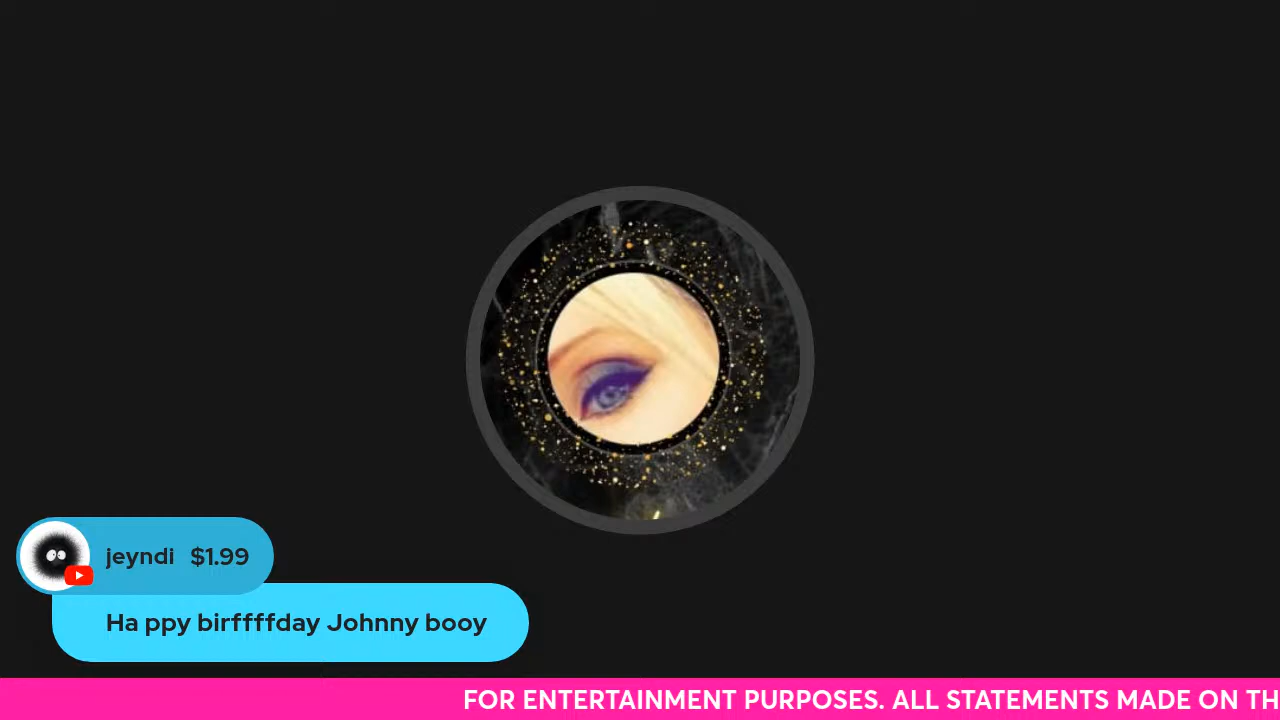 jeyndi $1.99
Ha ppy birffffday Johnny booy
FOR ENTERTAINMENT PURPOSES. ALL STATEMENTS MADE ON TH